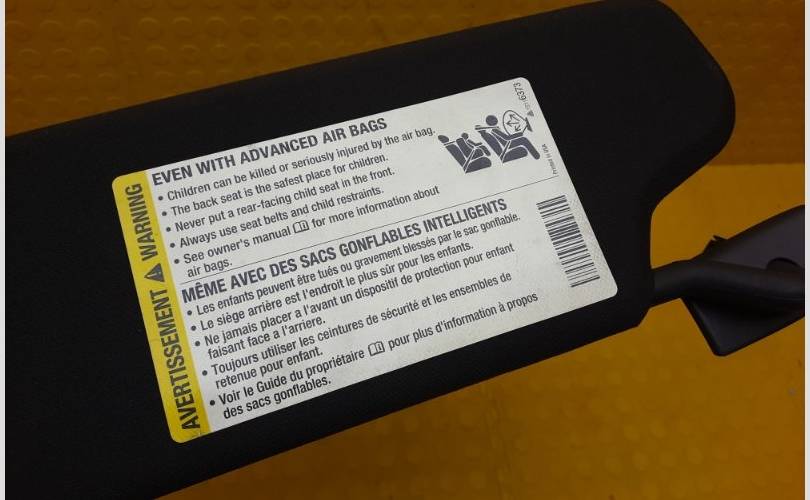 AVERTISSEMENT WARNING
EVEN WITH ADVANCED AIR BAGS
• Children can be killed or seriously injured by the air bag.
• The back seat is the safest place for children.
• Never put a rear-facing child seat in the front.
• Always use seat belts and child restraints.
• See owner's manual for more information about
air bags.
6373
Printed in USA
MÊME AVEC DES SACS GONFLABLES INTELLIGENTS
• Les enfants peuvent être tués ou gravement blessés par le sac gonflable.
• Le siège arrière est l'endroit le plus sûr pour les enfants.
• Ne jamais placer a l'avant un dispositif de protection pour enfant
faisant face a l'arriere.
• Toujours utiliser les ceintures de sécurité et les ensembles de
retenue pour enfant.
• Voir le Guide du propriétaire pour plus d'information à propos
des sacs gonflables.